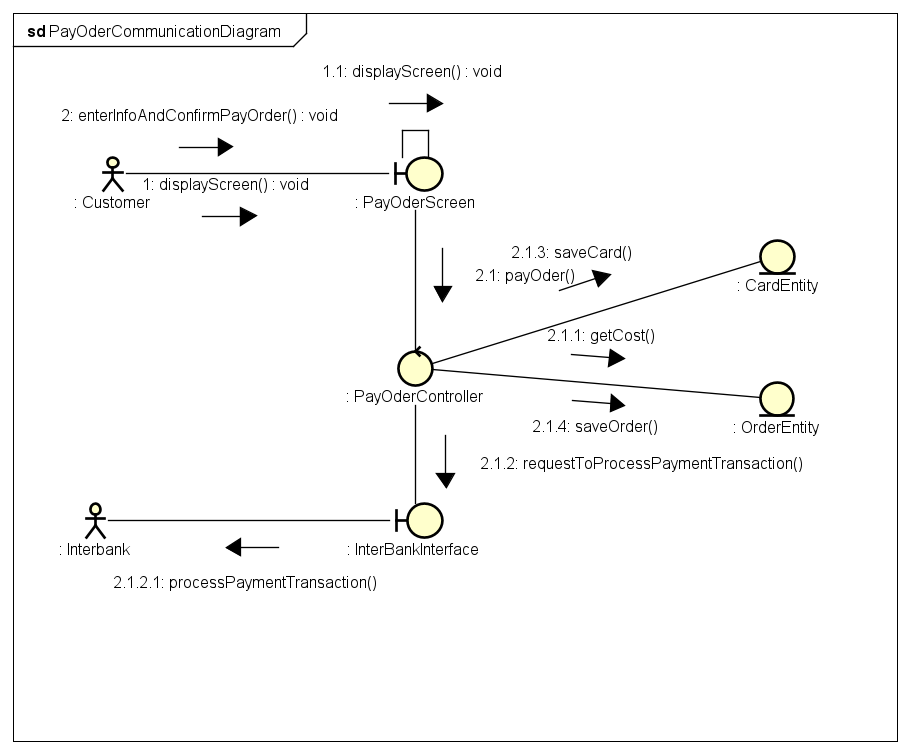 sd PayOderCommunicationDiagram
1.1: displayScreen() : void
2: enterInfoAndConfirmPayOrder() : void
1: displayScreen() : void
: Customer
: PayOderScreen
2.1.3: saveCard()
2.1: payOder()
: CardEntity
2.1.1: getCost()
: PayOderController
2.1.4: saveOrder()
: OrderEntity
2.1.2: requestToProcessPaymentTransaction()
: Interbank
: InterBankInterface
2.1.2.1: processPaymentTransaction()